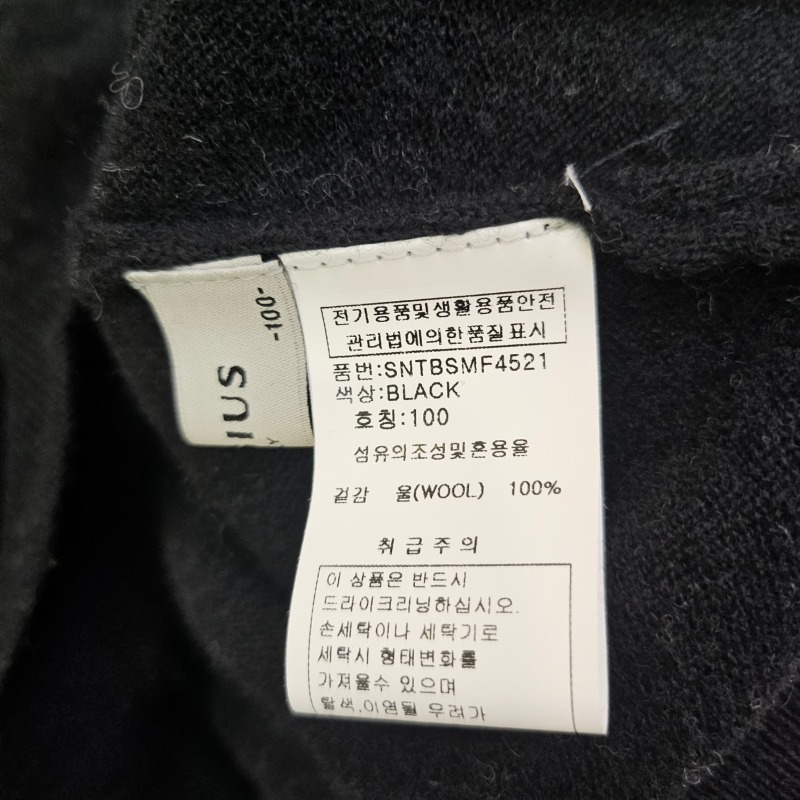 전기용품및생활용품안전
관리법에의한품질표시
품번:SNTBSMF4521
색상:BLACK
호칭:100
섬유의조성및혼용율
겉감 울(WOOL) 100%
취급주의
이 상품은 반드시
드라이크리닝하십시오.
손세탁이나 세탁기로
세탁시 형태변화를
가져올수 있으며
탈색,이염될 우려가
-100-
IUS
Y